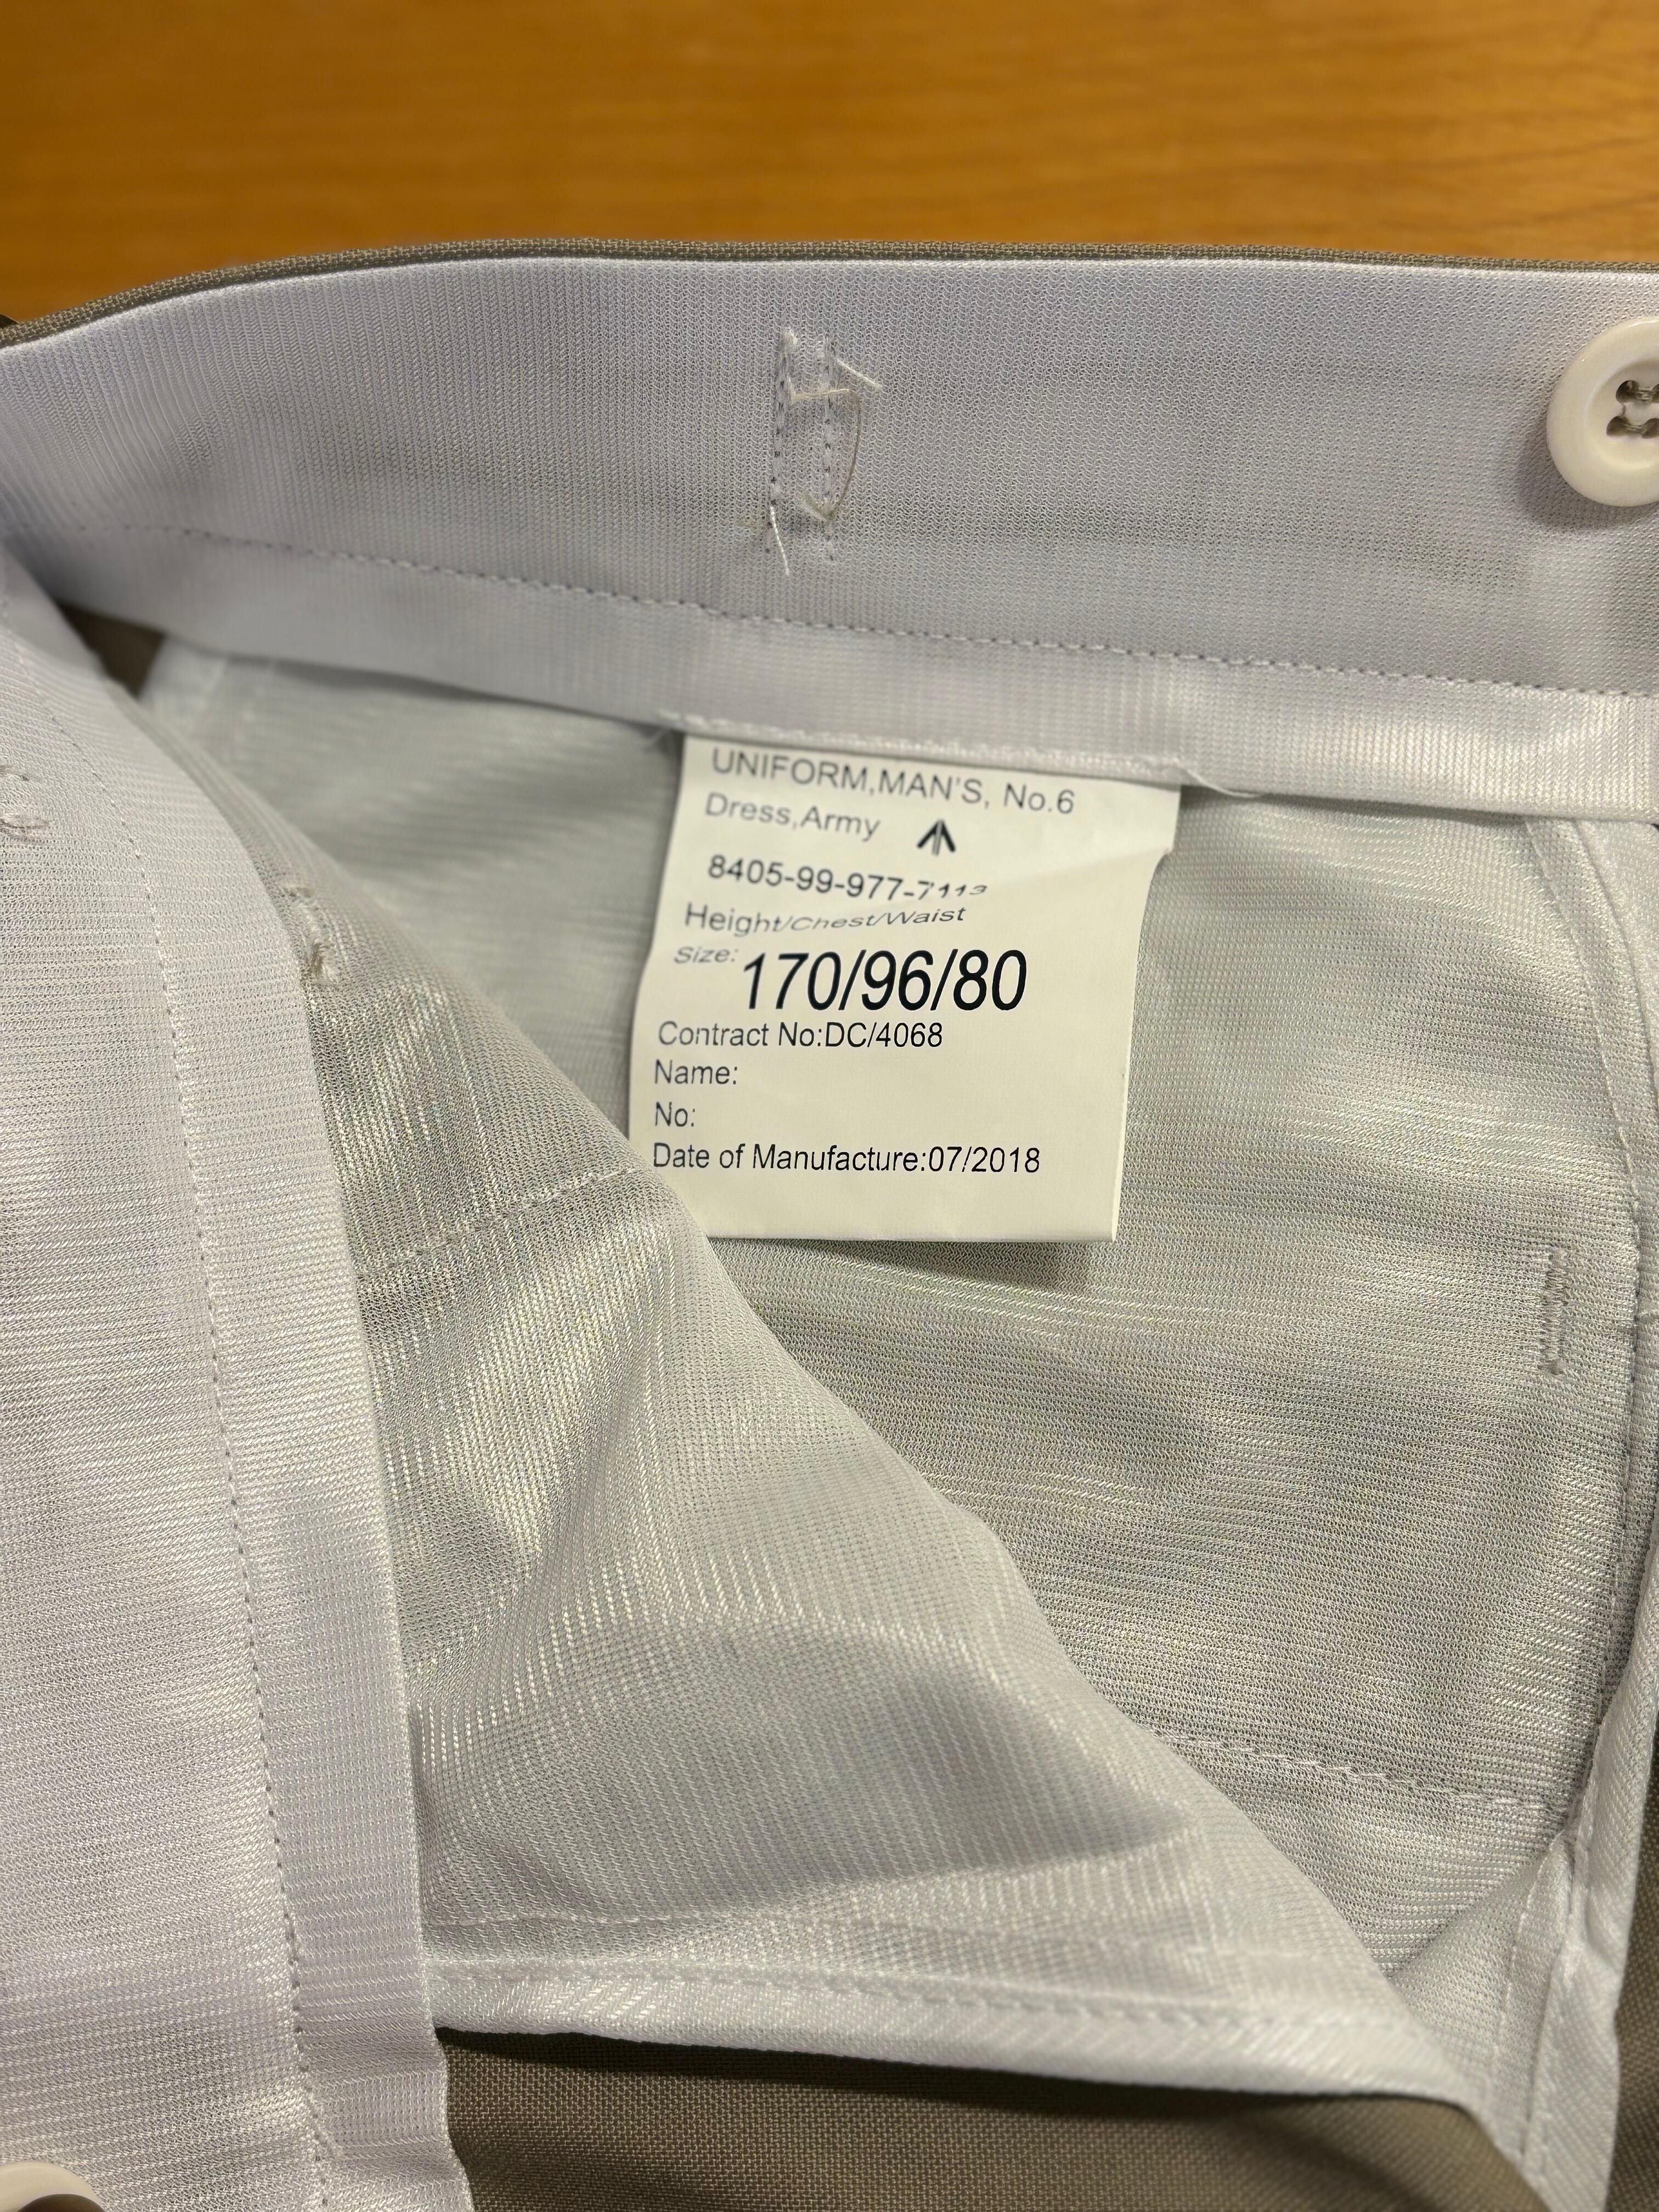 UNIFORM,MAN'S, No.6
Dress,Army
8405-99-977-7113
Height/Chest/Waist
Size: 170/96/80
Contract No:DC/4068
Name:
No:
Date of Manufacture:07/2018